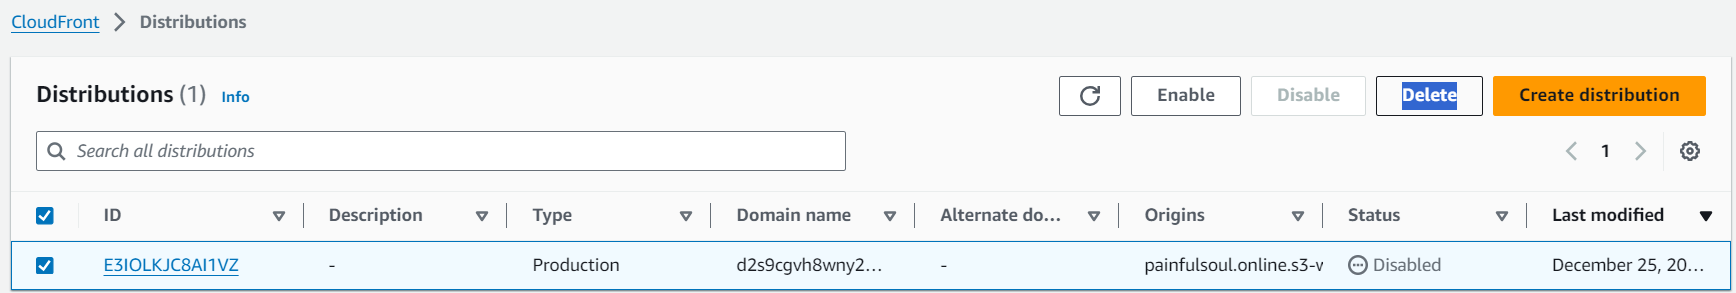 CloudFront > Distributions
Distributions (1) Info
Enable Disable Delete Create distribution
Search all distributions
1
ID Description Type Domain name Alternate do... Origins Status Last modified
E3IOLKJC8AI1VZ - Production d2s9cgvh8wny2... - painfulsoul.online.s3-w Disabled December 25, 20...